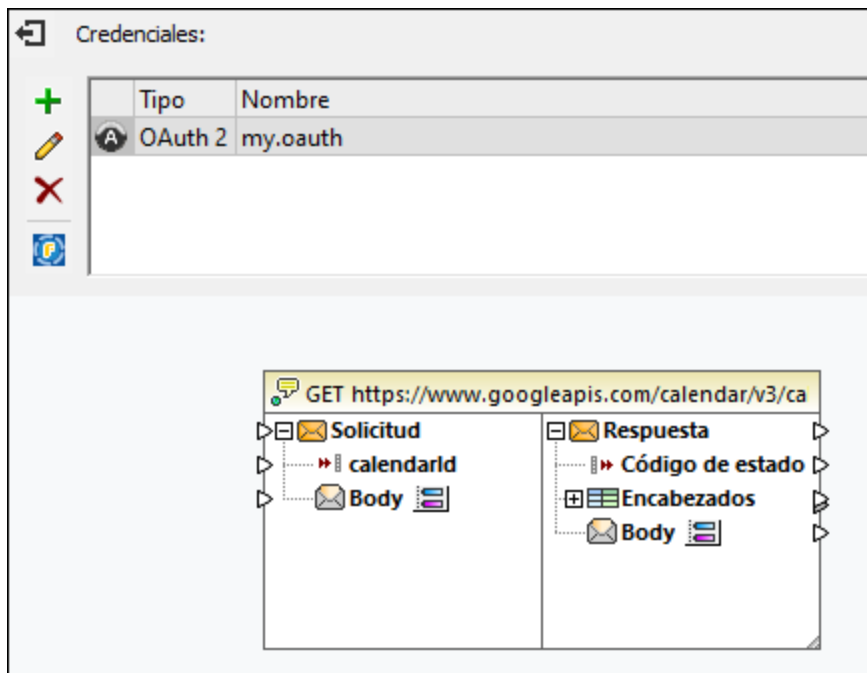 Credenciales:
Tipo Nombre
A OAuth 2 my.oauth
F
GET https://www.googleapis.com/calendar/v3/ca
Solicitud Respuesta
calendarId Código de estado
Body Encabezados
Body